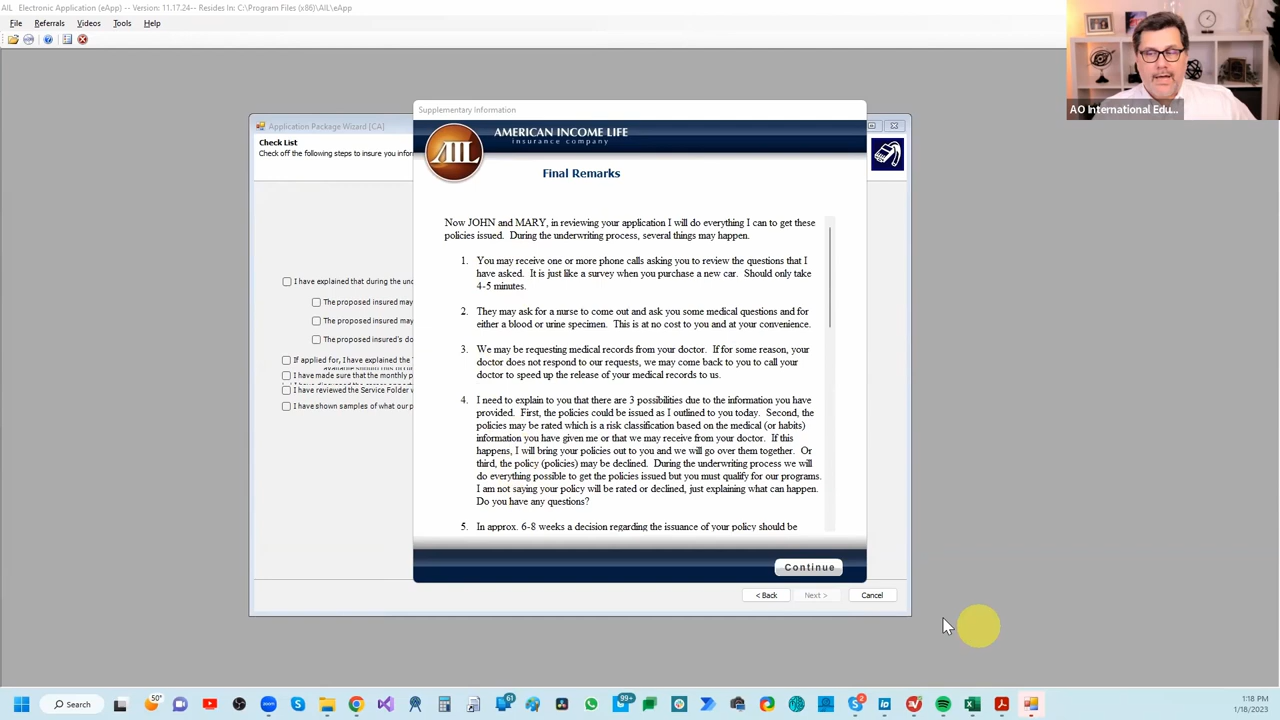 AIL Electronic Application (eApp) -- Version: 11.17.24-- Resides In: C:\Program Files (x86)\AIL\eApp
File Referrals Videos Tools Help
AO International Edu...
Supplementary Information
AMERICAN INCOME LIFE
insurance company
AIL
Final Remarks
Application Package Wizard [CA]
Check List
Check off the following steps to insure you infor
I have explained that during the un
The proposed insured may
The proposed insured may
The proposed insured's do
If applied for, I have explained the
I have made sure that the monthly p
I have reviewed the Service Folder
I have shown samples of what our p
Now JOHN and MARY, in reviewing your application I will do everything I can to get these
policies issued. During the underwriting process, several things may happen.
1. You may receive one or more phone calls asking you to review the questions that I
have asked. It is just like a survey when you purchase a new car. Should only take
4-5 minutes.
2. They may ask for a nurse to come out and ask you some medical questions and for
either a blood or urine specimen. This is at no cost to you and at your convenience.
3. We may be requesting medical records from your doctor. If for some reason, your
doctor does not respond to our requests, we may come back to you to call your
doctor to speed up the release of your medical records to us.
4. I need to explain to you that there are 3 possibilities due to the information you have
provided. First, the policies could be issued as I outlined to you today. Second, the
policies may be rated which is a risk classification based on the medical (or habits)
information you have given me or that we may receive from your doctor. If this
happens, I will bring your policies out to you and we will go over them together. Or
third, the policy (policies) may be declined. During the underwriting process we will
do everything possible to get the policies issued but you must qualify for our programs.
I am not saying your policy will be rated or declined, just explaining what can happen.
Do you have any questions?
5. In approx. 6-8 weeks a decision regarding the issuance of your policy should be
Continue
< Back Next > Cancel
Search
50°
61
99+
2
1:18 PM
1/18/2023